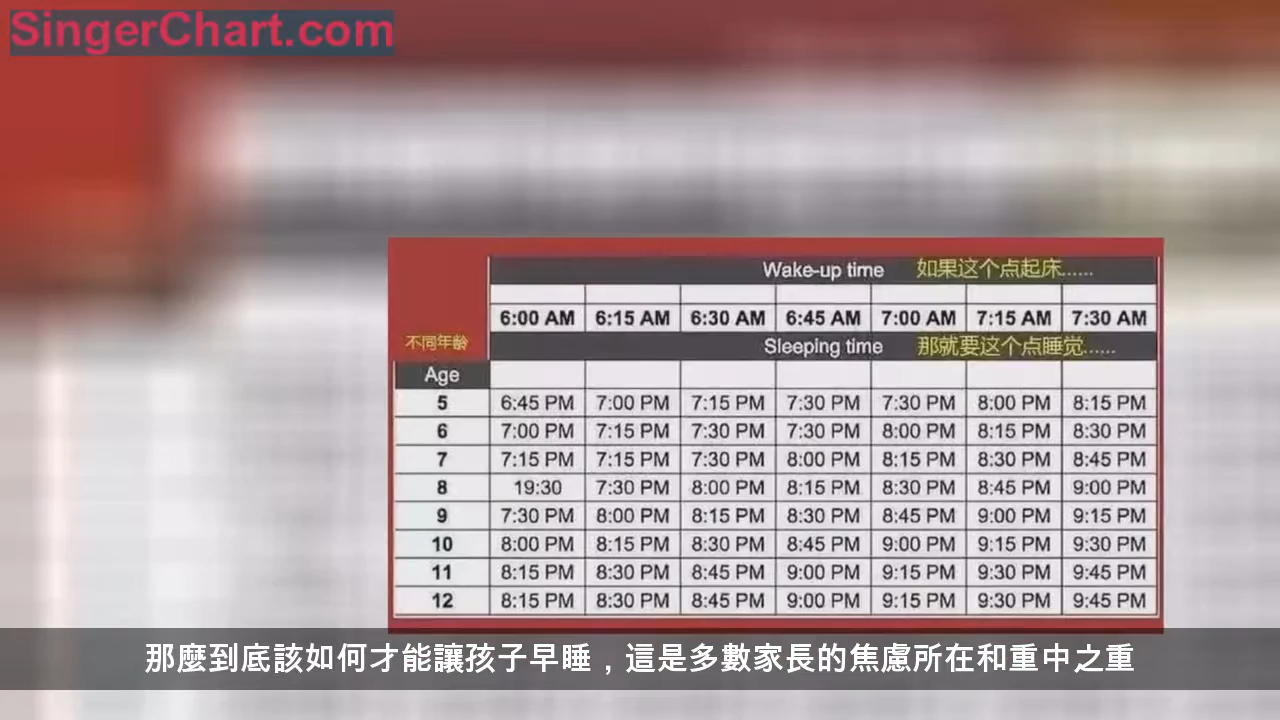 SingerChart.com
Wake-up time 如果这个点起床......
6:00 AM 6:15 AM 6:30 AM 6:45 AM 7:00 AM 7:15 AM 7:30 AM
不同年龄 Sleeping time 那就要这个点睡觉......
Age
5 6:45 PM 7:00 PM 7:15 PM 7:30 PM 7:30 PM 8:00 PM 8:15 PM
6 7:00 PM 7:15 PM 7:30 PM 7:30 PM 8:00 PM 8:15 PM 8:30 PM
7 7:15 PM 7:15 PM 7:30 PM 8:00 PM 8:15 PM 8:30 PM 8:45 PM
8 19:30 7:30 PM 8:00 PM 8:15 PM 8:30 PM 8:45 PM 9:00 PM
9 7:30 PM 8:00 PM 8:15 PM 8:30 PM 8:45 PM 9:00 PM 9:15 PM
10 8:00 PM 8:15 PM 8:30 PM 8:45 PM 9:00 PM 9:15 PM 9:30 PM
11 8:15 PM 8:30 PM 8:45 PM 9:00 PM 9:15 PM 9:30 PM 9:45 PM
12 8:15 PM 8:30 PM 8:45 PM 9:00 PM 9:15 PM 9:30 PM 9:45 PM
那麼到底該如何才能讓孩子早睡，這是多數家長的焦慮所在和重中之重